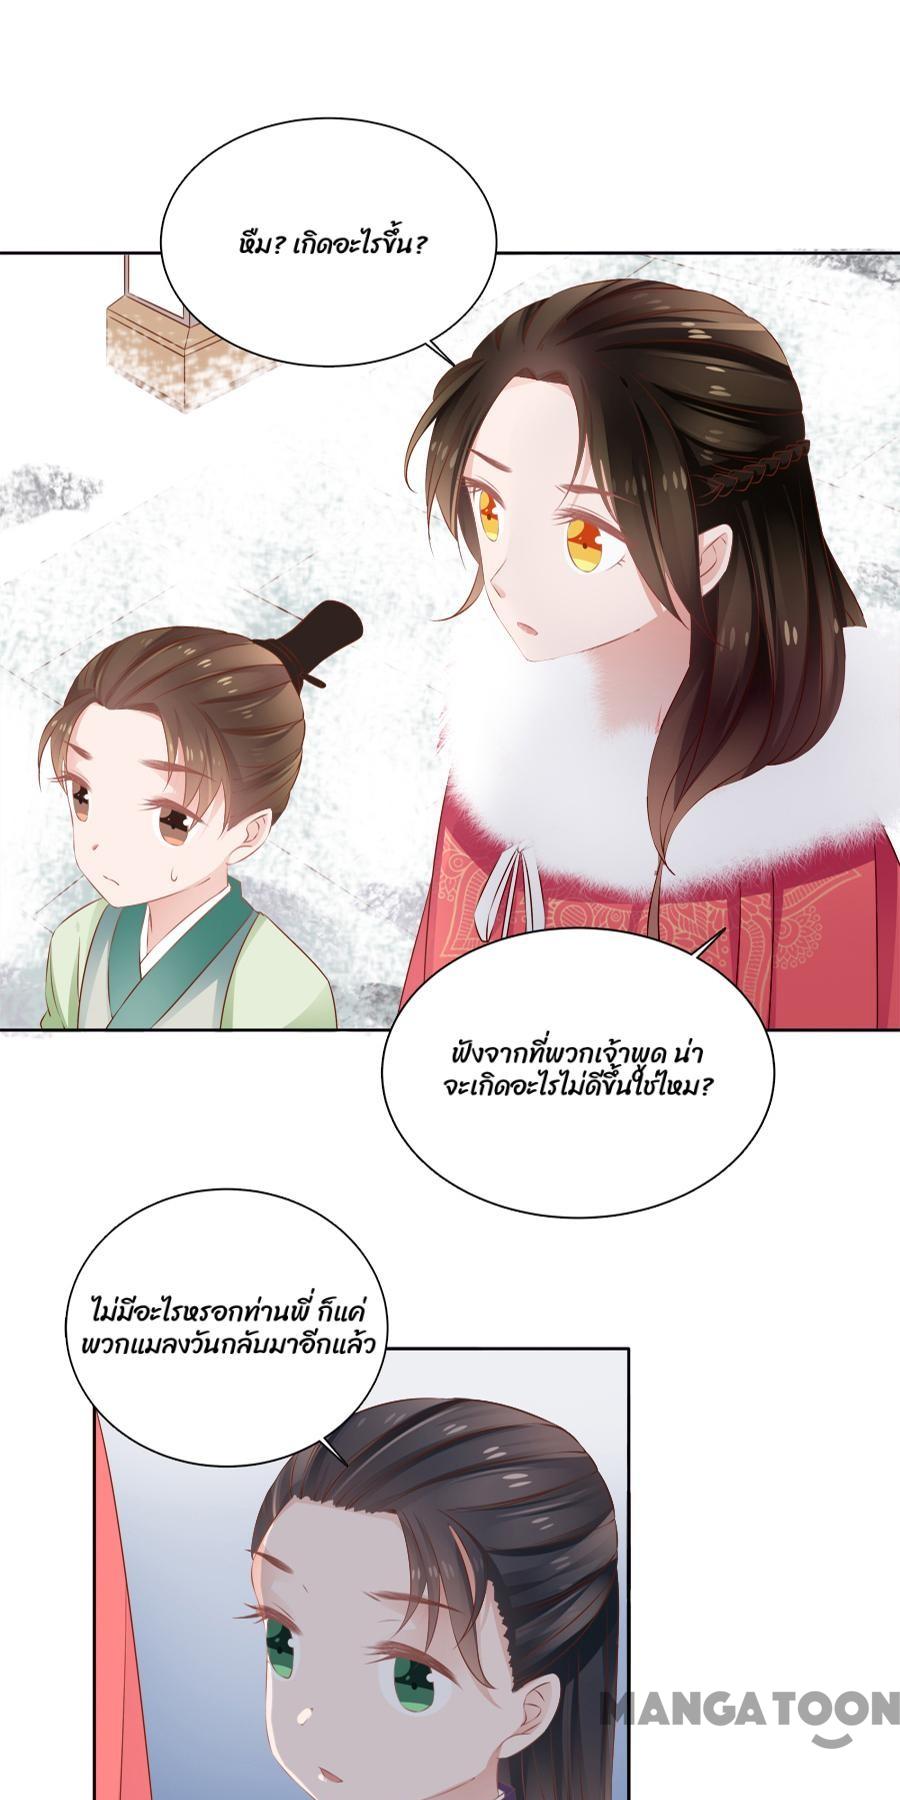 หืม? เกิดอะไรขึ้น?
ฟังจากที่พวกเจ้าพูด น่า
จะเกิดอะไรไม่ดีขึ้นใช่ไหม?
ไม่มีอะไรหรอกท่านพี่ ก็แค่
พวกแมลงวันกลับมาอีกแล้ว
MANGATOON